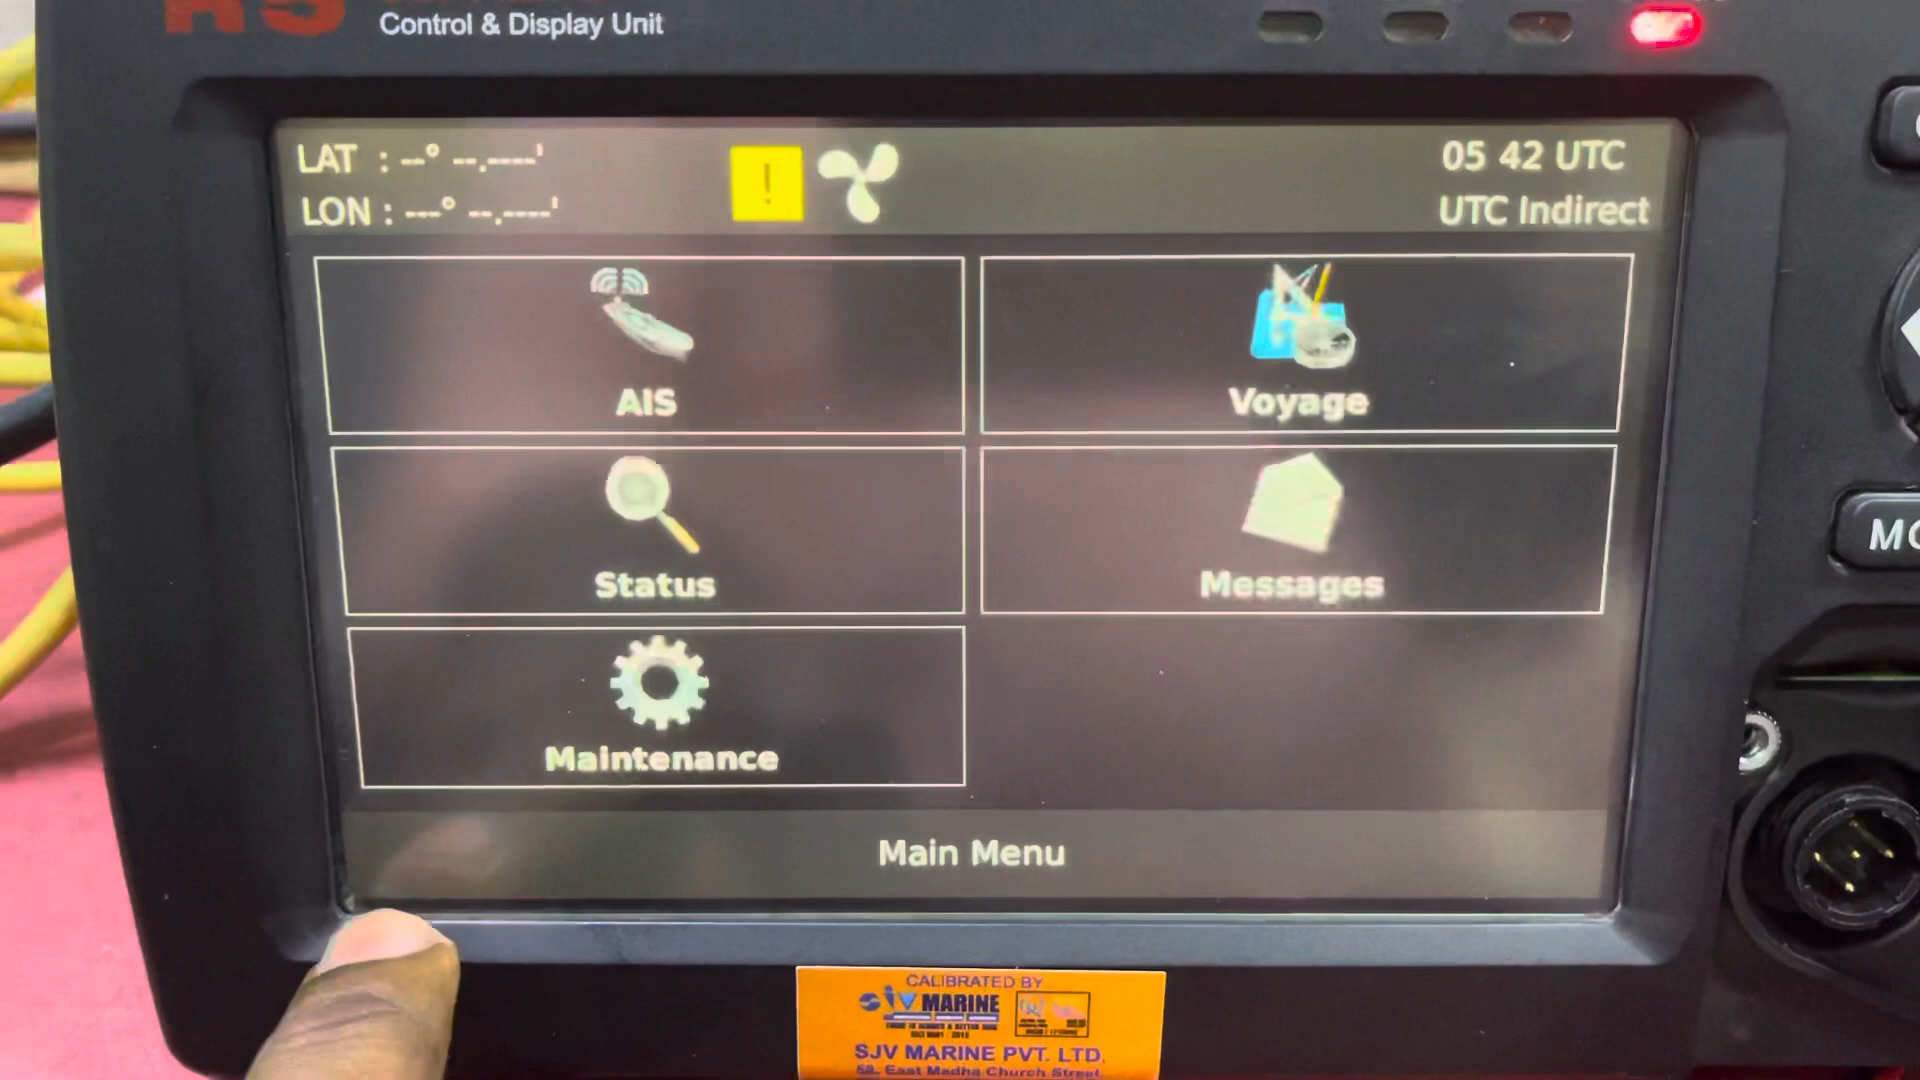 R5
Control & Display Unit
LAT : --° --.----'
LON : ---° --.----'
!
05 42 UTC
UTC Indirect
AIS
Voyage
Status
Messages
Maintenance
Main Menu
CALIBRATED BY
SJV MARINE
SJV MARINE PVT. LTD.
58, East Madha Church Street,